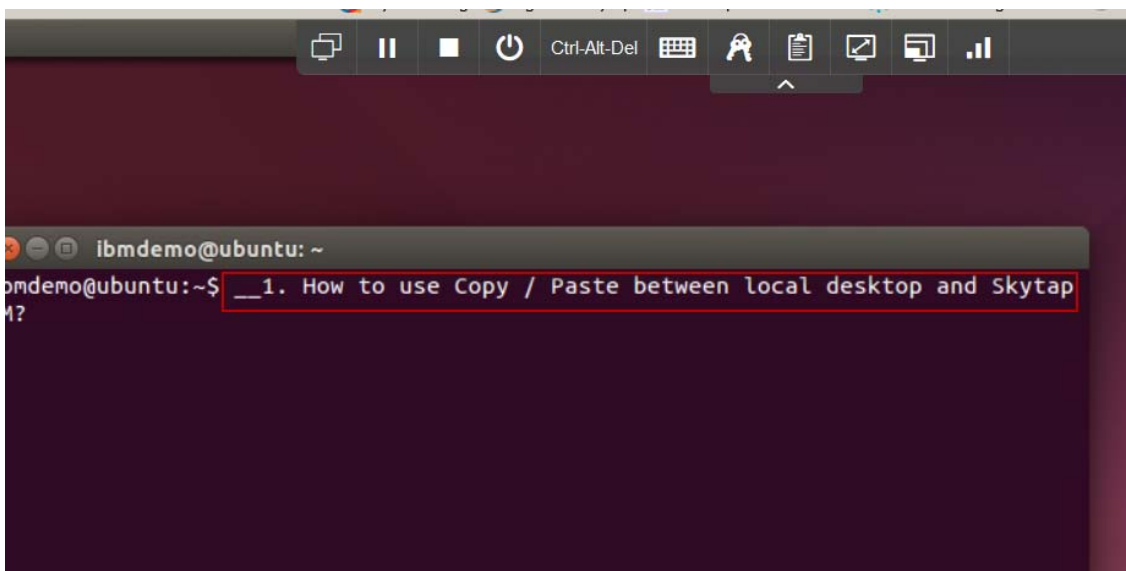 Ctrl-Alt-Del
ibmdemo@ubuntu: ~
mdemo@ubuntu:~$ __1. How to use Copy / Paste between local desktop and Skytap
M?